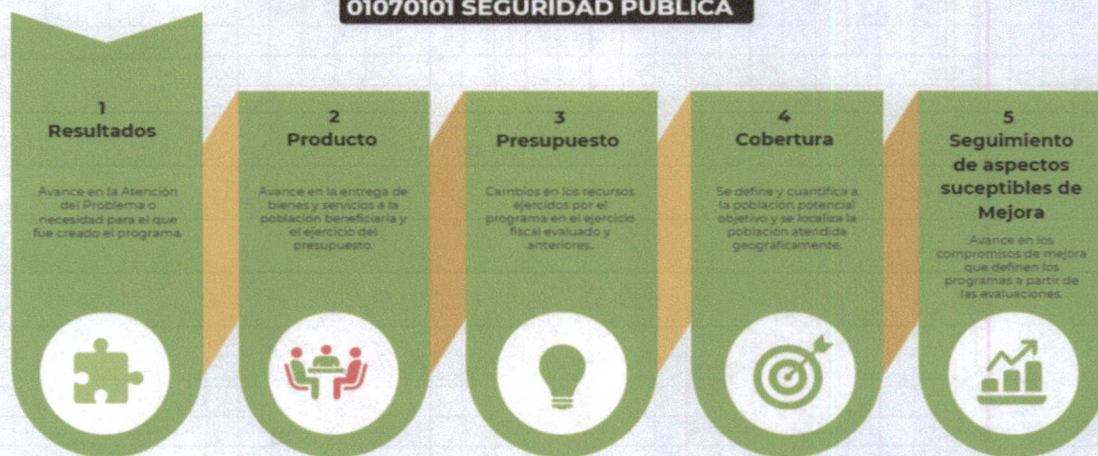 01070101 SEGURIDAD PÚBLICA
1
Resultados
Avance en la Atención
del Problema o
necesidad para el que
fue creado el programa.
2
Producto
Avance en la entrega de
bienes y servicios a la
población beneficiaria y
el ejercicio del
presupuesto.
3
Presupuesto
Cambios en los recursos
ejercidos por el
programa en el ejercicio
fiscal evaluado y
anteriores.
4
Cobertura
Se define y cuantifica a
la población potencial
objetivo y se localiza la
población atendida
geográficamente.
5
Seguimiento
de aspectos
suceptibles de
Mejora
Avance en los
compromisos de mejora
que definen los
programas a partir de
las evaluaciones.